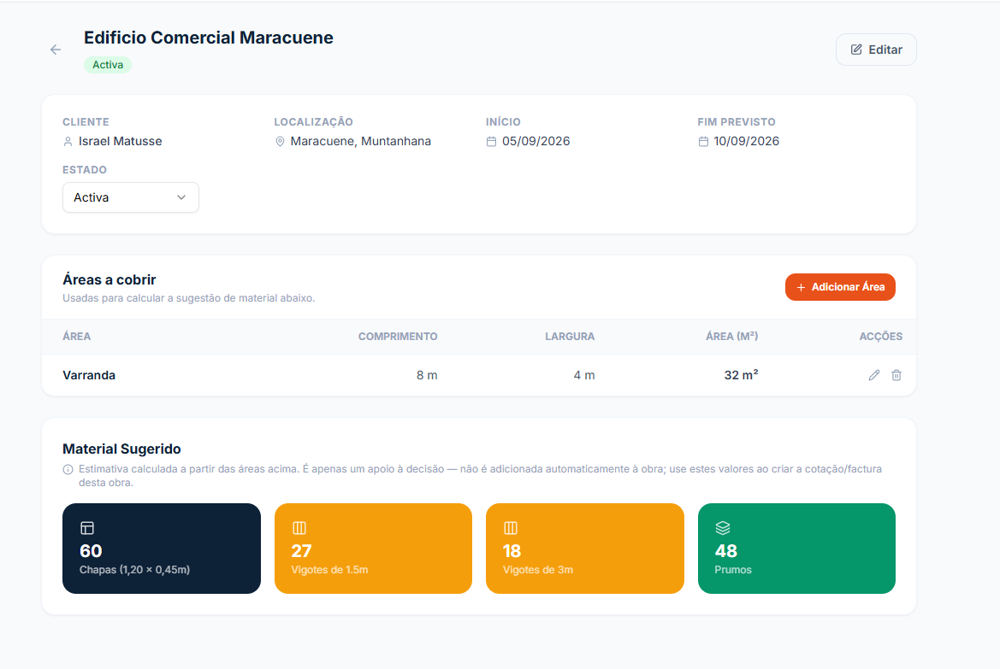 Edificio Comercial Maracuene
Activa
Editar
CLIENTE
Israel Matusse
LOCALIZAÇÃO
Maracuene, Muntanhana
INÍCIO
05/09/2026
FIM PREVISTO
10/09/2026
ESTADO
Activa
Áreas a cobrir
Usadas para calcular a sugestão de material abaixo.
+ Adicionar Área
ÁREA COMPRIMENTO LARGURA ÁREA (M²) ACÇÕES
Varranda 8 m 4 m 32 m²
Material Sugerido
Estimativa calculada a partir das áreas acima. É apenas um apoio à decisão — não é adicionada automaticamente à obra; use estes valores ao criar a cotação/factura
desta obra.
60
Chapas (1,20 × 0,45m)
27
Vigotes de 1.5m
18
Vigotes de 3m
48
Prumos